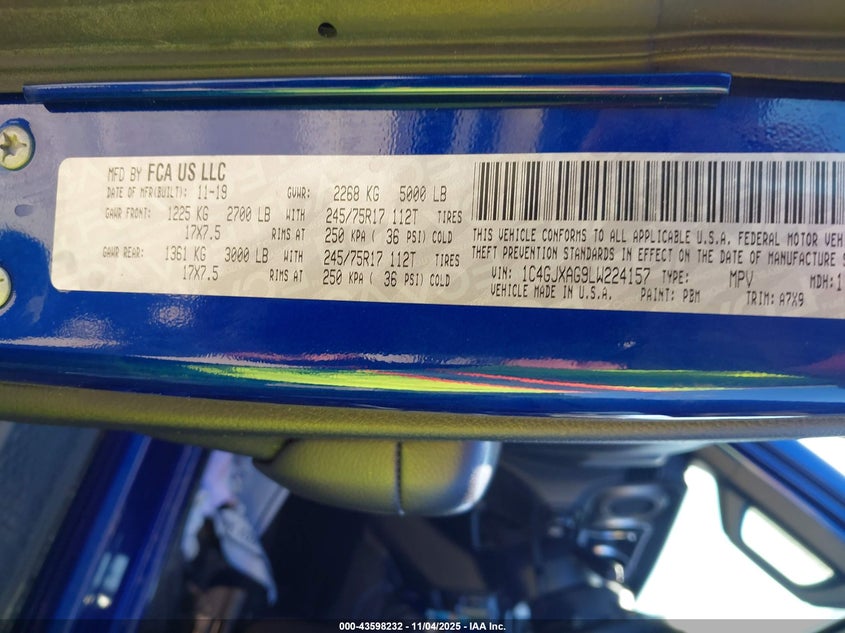 MFD BY FCA US LLC
DATE OF MFR(BUILT): 11-19 GVWR: 2268 KG 5000 LB
GAWR FRONT: 1225 KG 2700 LB WITH 245/75R17 112T TIRES
17X7.5 RIMS AT 250 KPA ( 36 PSI) COLD
GAWR REAR: 1361 KG 3000 LB WITH 245/75R17 112T TIRES
17X7.5 RIMS AT 250 KPA ( 36 PSI) COLD
THIS VEHICLE CONFORMS TO ALL APPLICABLE U.S.A. FEDERAL MOTOR VEH
THEFT PREVENTION STANDARDS IN EFFECT ON THE DATE OF MANUFACTURE S
VIN: 1C4GJXAG9LW224157 TYPE: MPV MDH: 1
VEHICLE MADE IN U.S.A. PAINT: PBM TRIM: A7X9
000-43598232 - 11/04/2025 - IAA Inc.